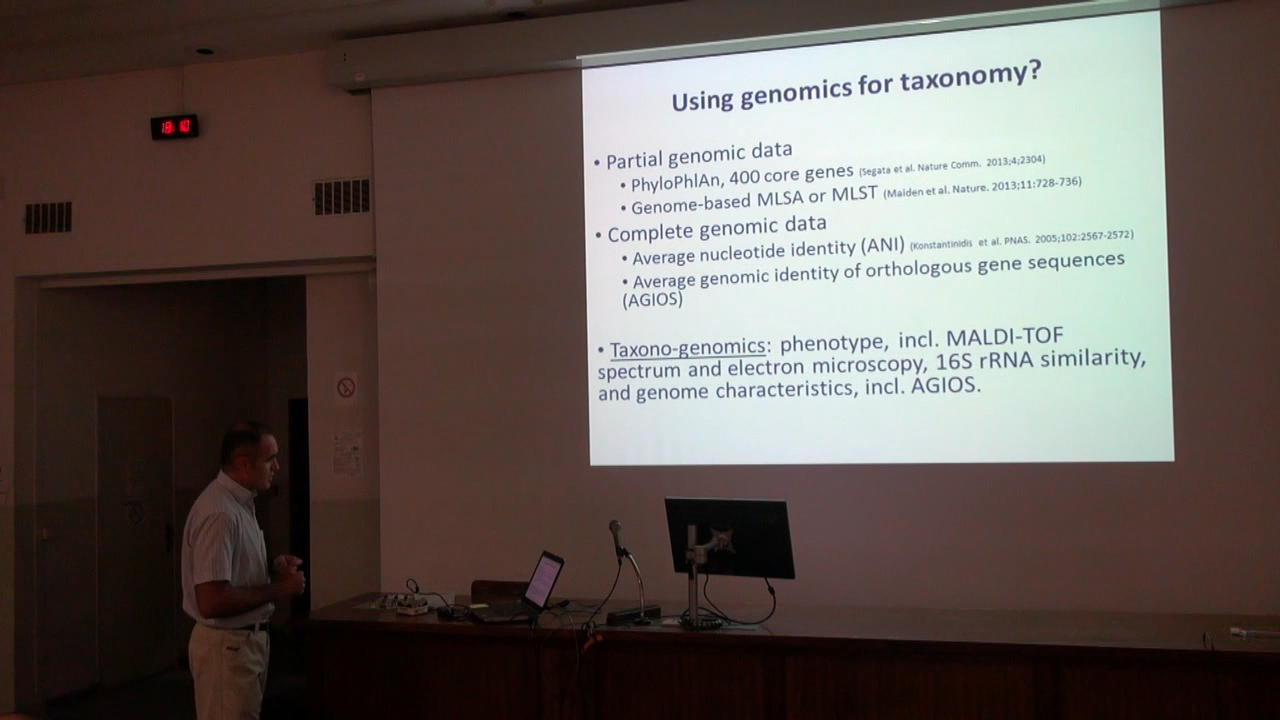 18:10
Using genomics for taxonomy?
• Partial genomic data
• PhyloPhlAn, 400 core genes (Segata et al. Nature Comm. 2013;4;2304)
• Genome-based MLSA or MLST (Maiden et al. Nature. 2013;11:728-736)
• Complete genomic data
• Average nucleotide identity (ANI) (Konstantinidis et al. PNAS. 2005;102:2567-2572)
• Average genomic identity of orthologous gene sequences
(AGIOS)
• Taxono-genomics: phenotype, incl. MALDI-TOF
spectrum and electron microscopy, 16S rRNA similarity,
and genome characteristics, incl. AGIOS.